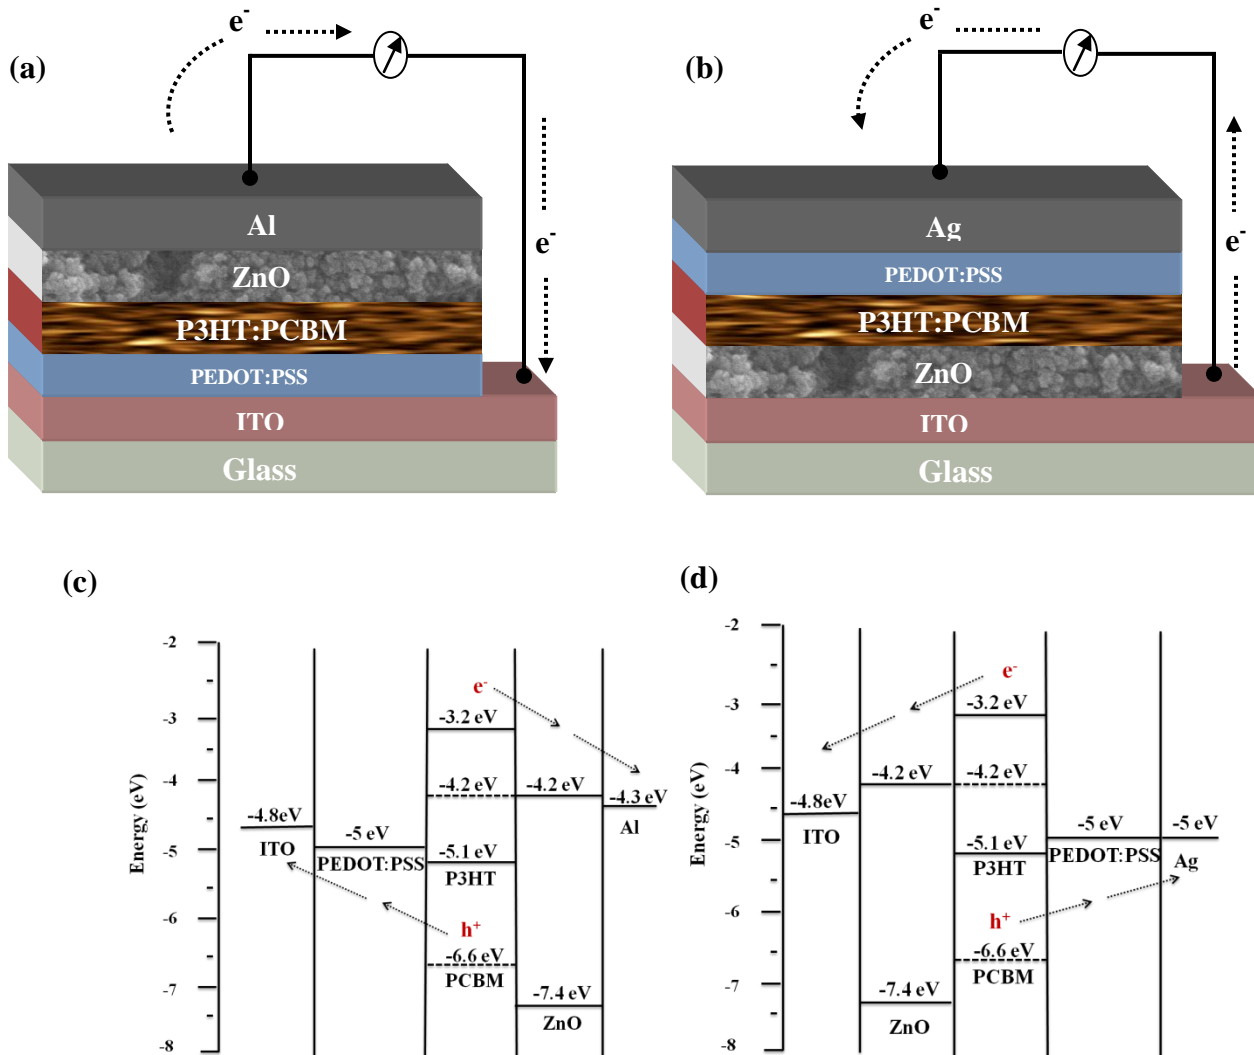 e-
(a)
Al
ZnO
P3HT:PCBM
PEDOT:PSS
ITO
Glass
e-
e-
(b)
Ag
PEDOT:PSS
P3HT:PCBM
ZnO
ITO
Glass
e-
(c)
Energy (eV)
-2
-3
-4
-5
-6
-7
-8
e-
-3.2 eV
-4.2 eV
-4.2 eV
-4.3 eV
Al
-4.8eV
ITO
-5 eV
PEDOT:PSS
-5.1 eV
P3HT
h+
-6.6 eV
PCBM
-7.4 eV
ZnO
(d)
Energy (eV)
-2
-3
-4
-5
-6
-7
-8
e-
-3.2 eV
-4.2 eV
-4.2 eV
-4.8 eV
ITO
-5 eV
-5 eV
PEDOT:PSS
Ag
-5.1 eV
P3HT
h+
-6.6 eV
PCBM
-7.4 eV
ZnO